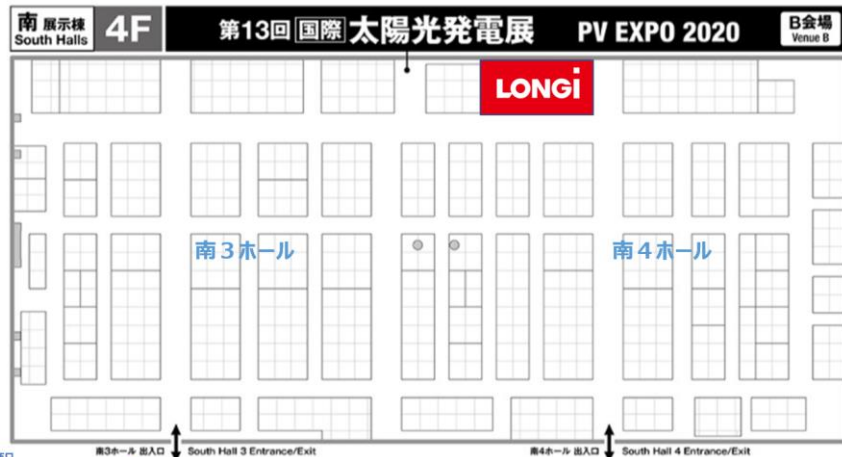 南 展示棟
South Halls
4F
第13回 国際 太陽光発電展 PV EXPO 2020
B会場
Venue B
LONGi
南3ホール
南4ホール
南3ホール 出入口
South Hall 3 Entrance/Exit
南4ホール 出入口
South Hall 4 Entrance/Exit